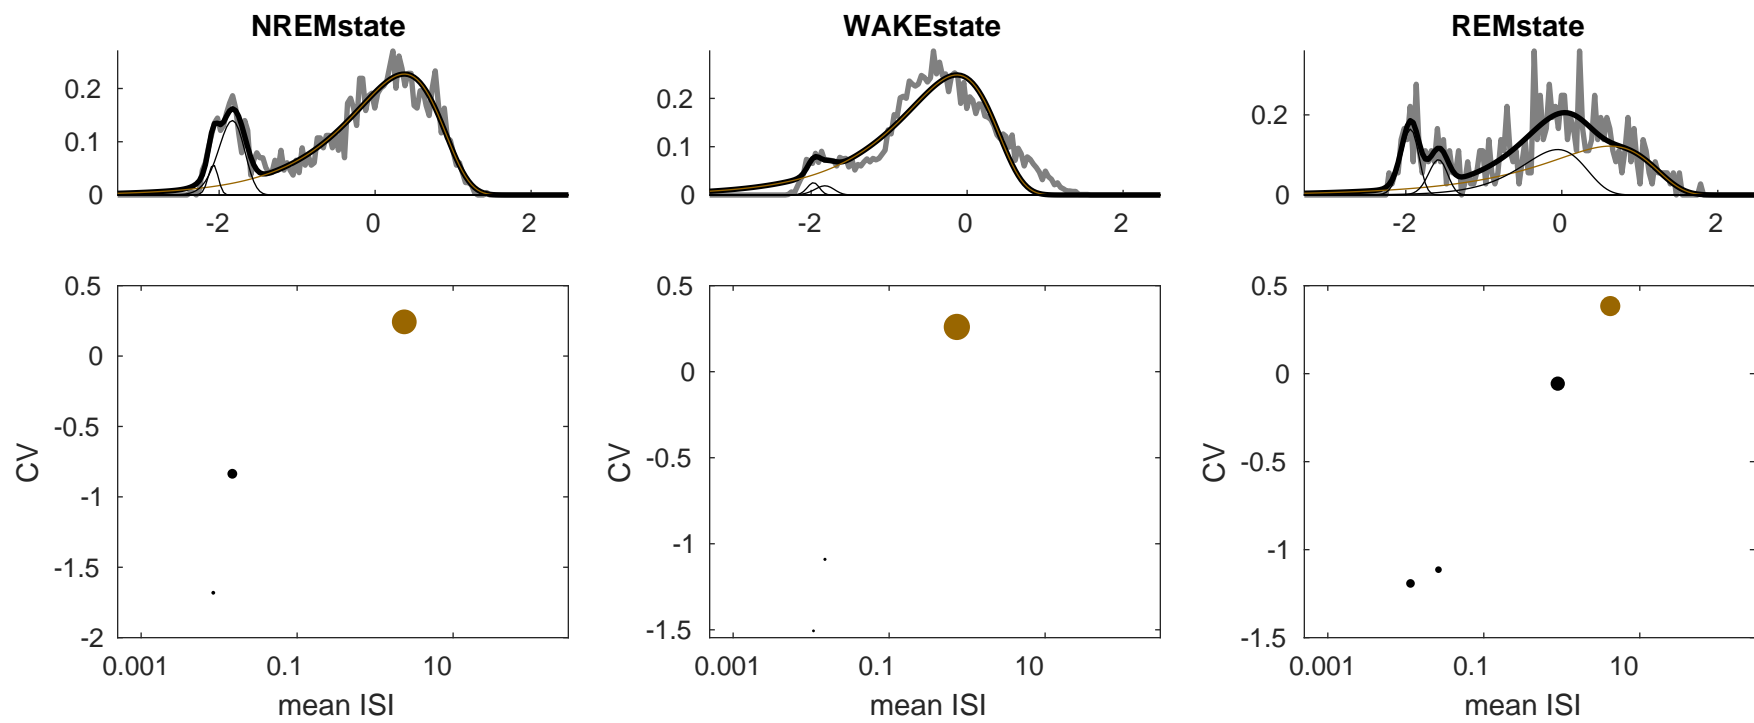 NREMstate WAKEstate REMstate
0.2 0.2 0.2
0.1 0.1
0 0 0
-2 0 2 -2 0 2 -2 0 2
0.5 0.5 0.5
0 0 0
-0.5 -0.5 -0.5
-1 -1 -1
-1.5 -1.5 -1.5
-2
CV CV CV
0.001 0.1 10 0.001 0.1 10 0.001 0.1 10
mean ISI mean ISI mean ISI